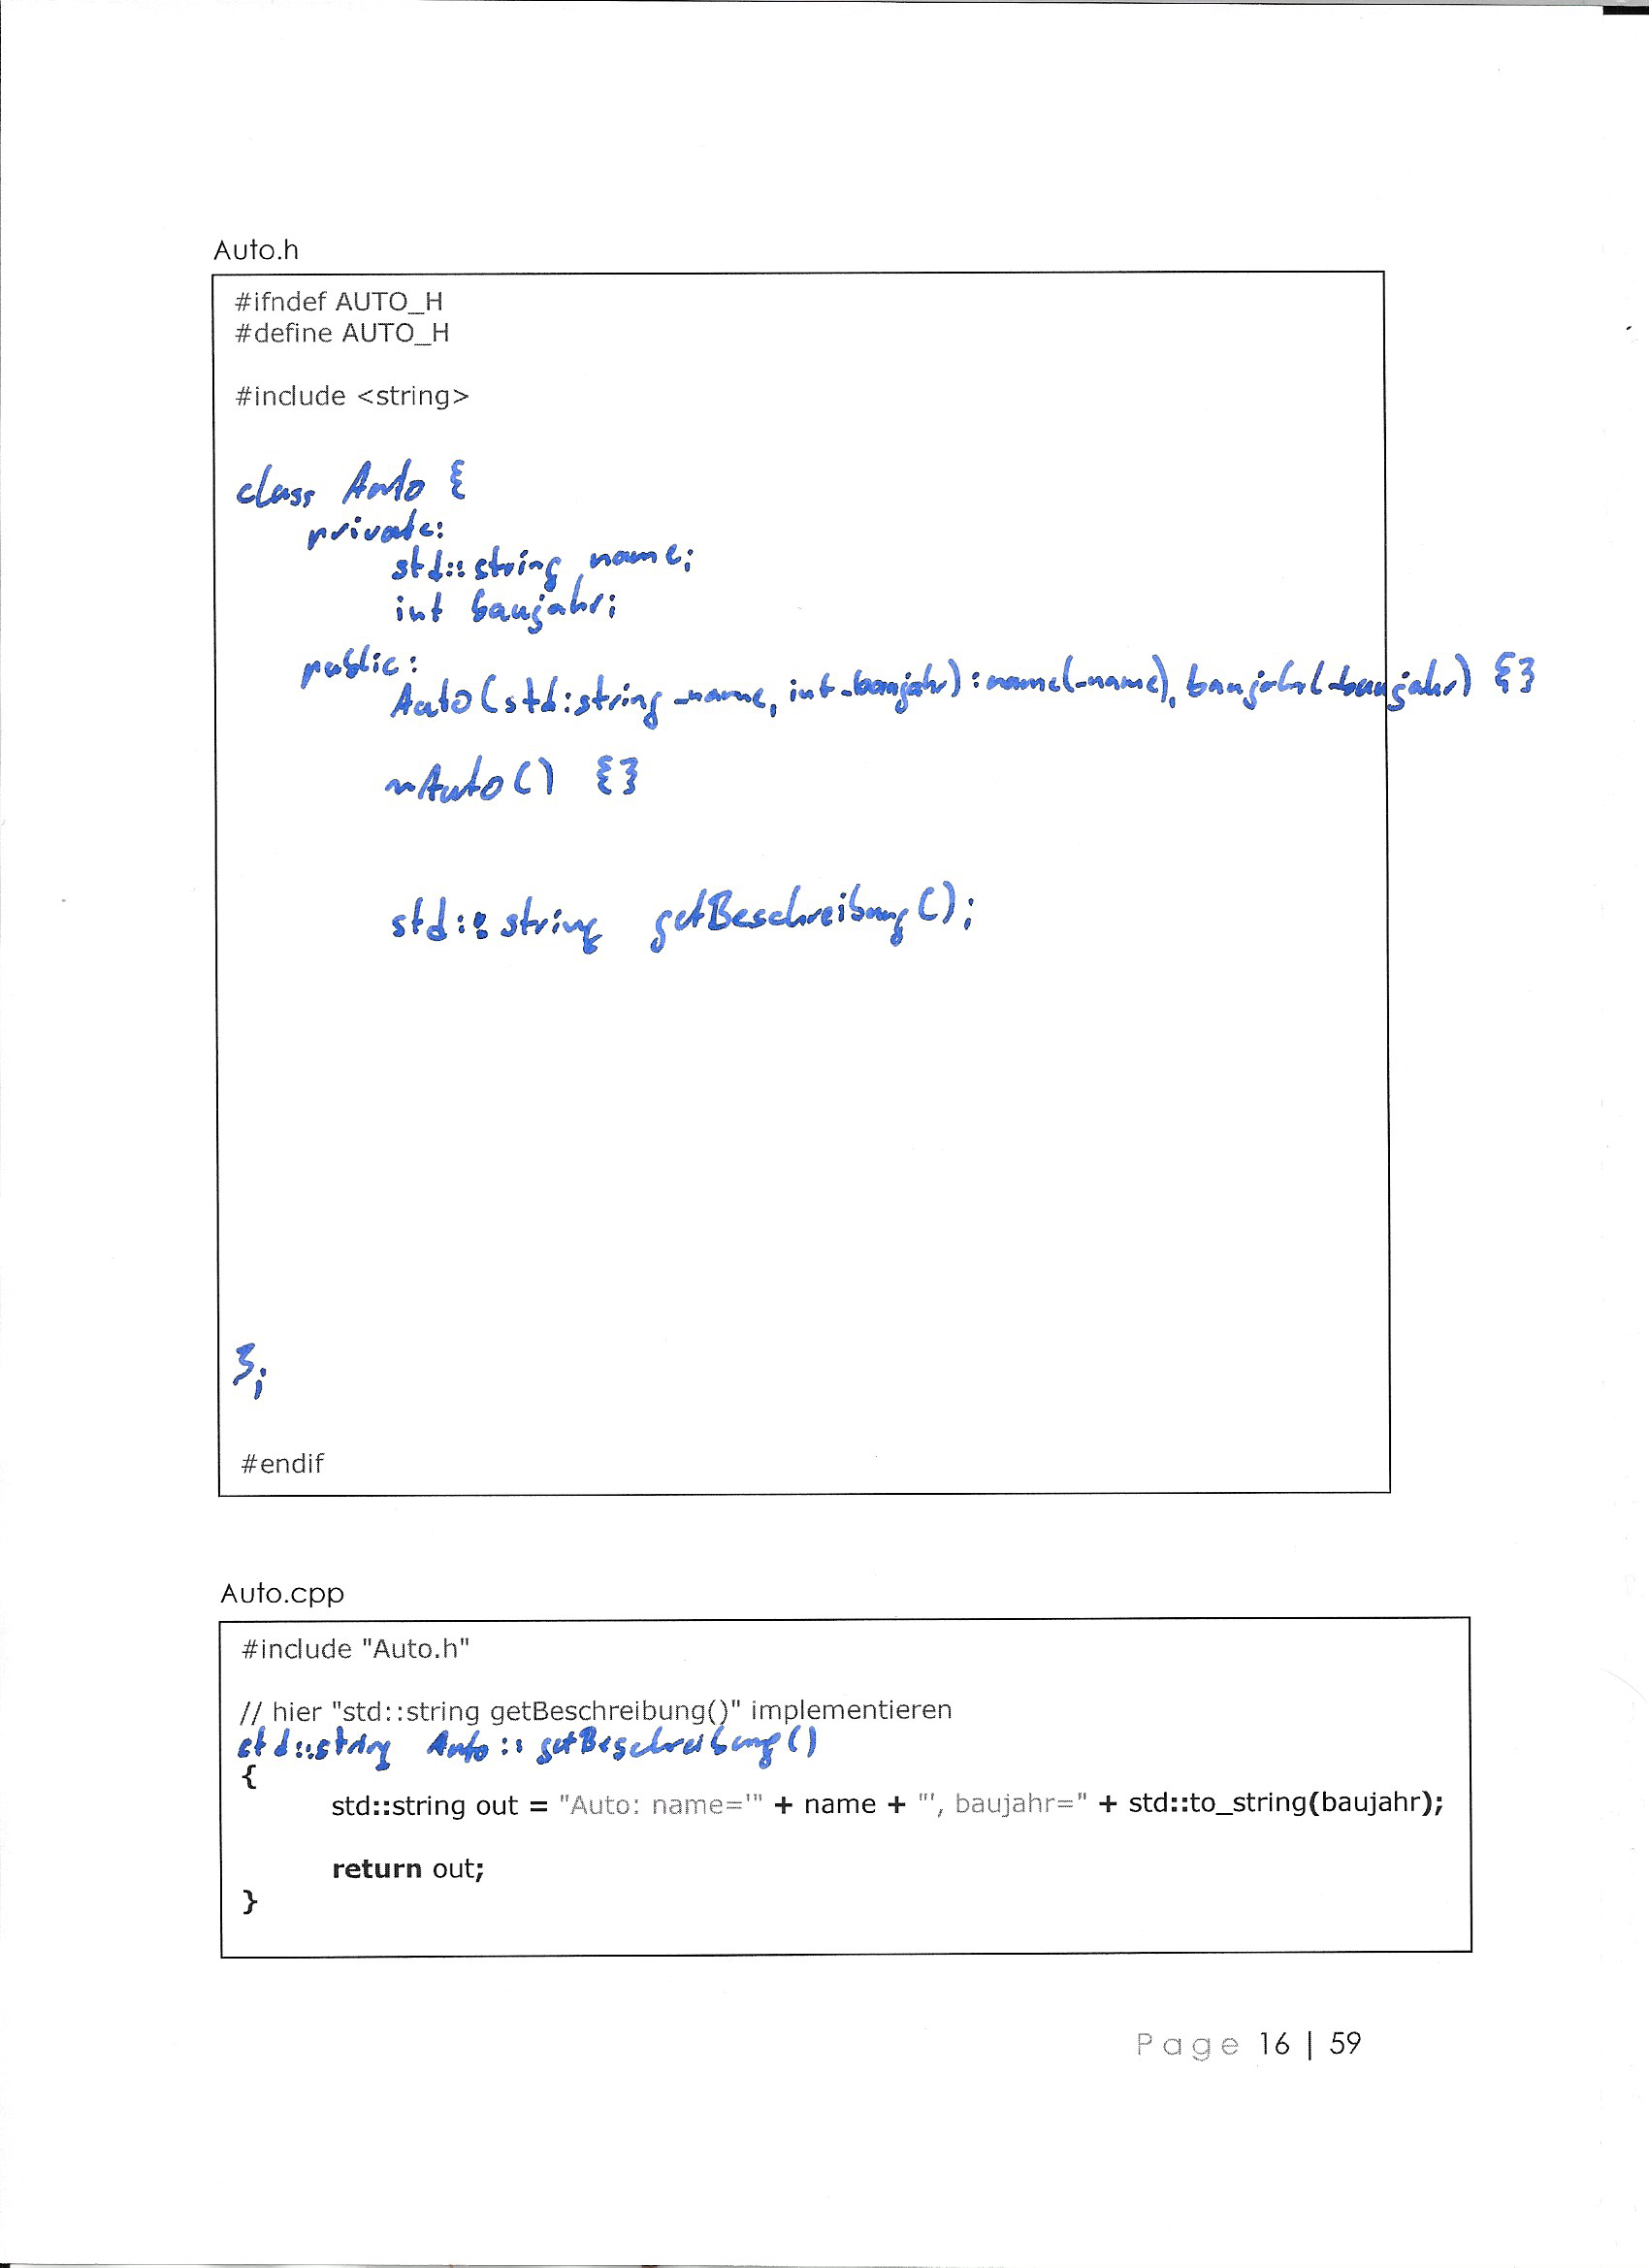 Auto.h
#ifndef AUTO_H
#define AUTO_H
#include <string>
class Auto {
private:
std::string name;
int baujahr;
public:
Auto(std::string _name, int _baujahr) : name(_name), baujahr(_baujahr) {}
~Auto() {}
std::string getBeschreibung();
};
#endif
Auto.cpp
#include "Auto.h"
// hier "std::string getBeschreibung()" implementieren
std::string Auto::getBeschreibung()
{
std::string out = "Auto: name='" + name + "', baujahr=" + std::to_string(baujahr);
return out;
}
Page 16 | 59